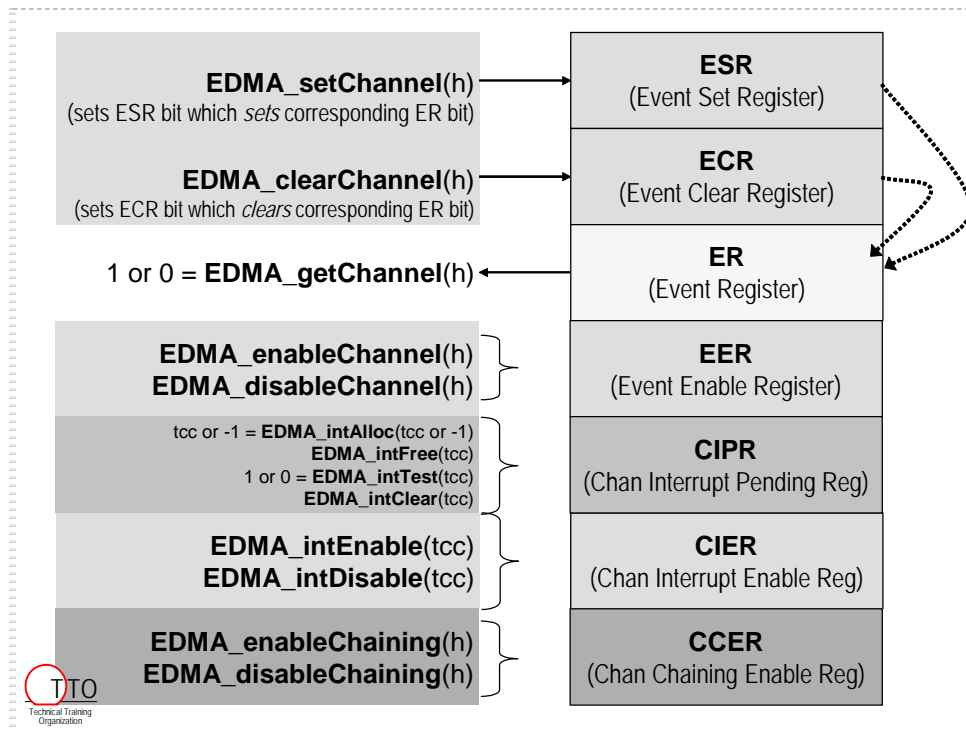 EDMA_setChannel(h)
(sets ESR bit which sets corresponding ER bit)
ESR
(Event Set Register)
EDMA_clearChannel(h)
(sets ECR bit which clears corresponding ER bit)
ECR
(Event Clear Register)
1 or 0 = EDMA_getChannel(h)
ER
(Event Register)
EDMA_enableChannel(h)
EDMA_disableChannel(h)
EER
(Event Enable Register)
tcc or -1 = EDMA_intAlloc(tcc or -1)
EDMA_intFree(tcc)
1 or 0 = EDMA_intTest(tcc)
EDMA_intClear(tcc)
CIPR
(Chan Interrupt Pending Reg)
EDMA_intEnable(tcc)
EDMA_intDisable(tcc)
CIER
(Chan Interrupt Enable Reg)
EDMA_enableChaining(h)
EDMA_disableChaining(h)
CCER
(Chan Chaining Enable Reg)
TTO
Technical Training
Organization